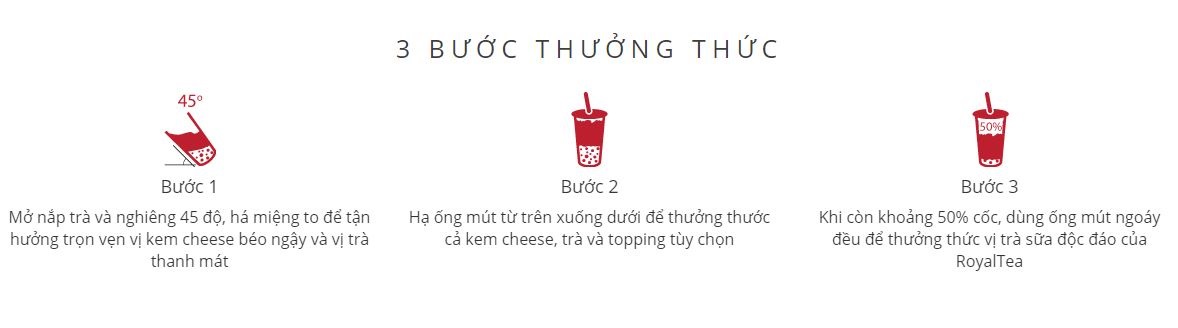 3 BƯỚC THƯỞNG THỨC
45º
Bước 1
Mở nắp trà và nghiêng 45 độ, há miệng to để tận
hưởng trọn vẹn vị kem cheese béo ngậy và vị trà
thanh mát
Bước 2
Hạ ống mút từ trên xuống dưới để thưởng thước
cả kem cheese, trà và topping tùy chọn
50%
Bước 3
Khi còn khoảng 50% cốc, dùng ống mút ngoáy
đều để thưởng thức vị trà sữa độc đáo của
RoyalTea